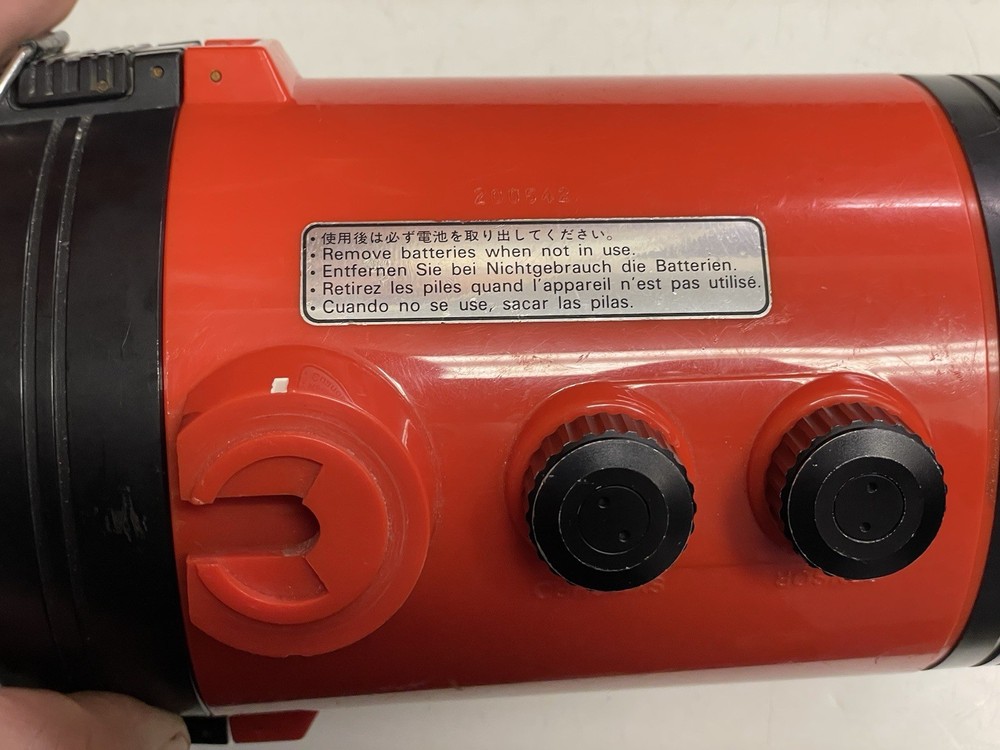 200542
・使用後は必ず電池を取り出してください。
・Remove batteries when not in use.
・Entfernen Sie bei Nichtgebrauch die Batterien.
・Retirez les piles quand l'appareil n'est pas utilisé.
・Cuando no se use, sacar las pilas.